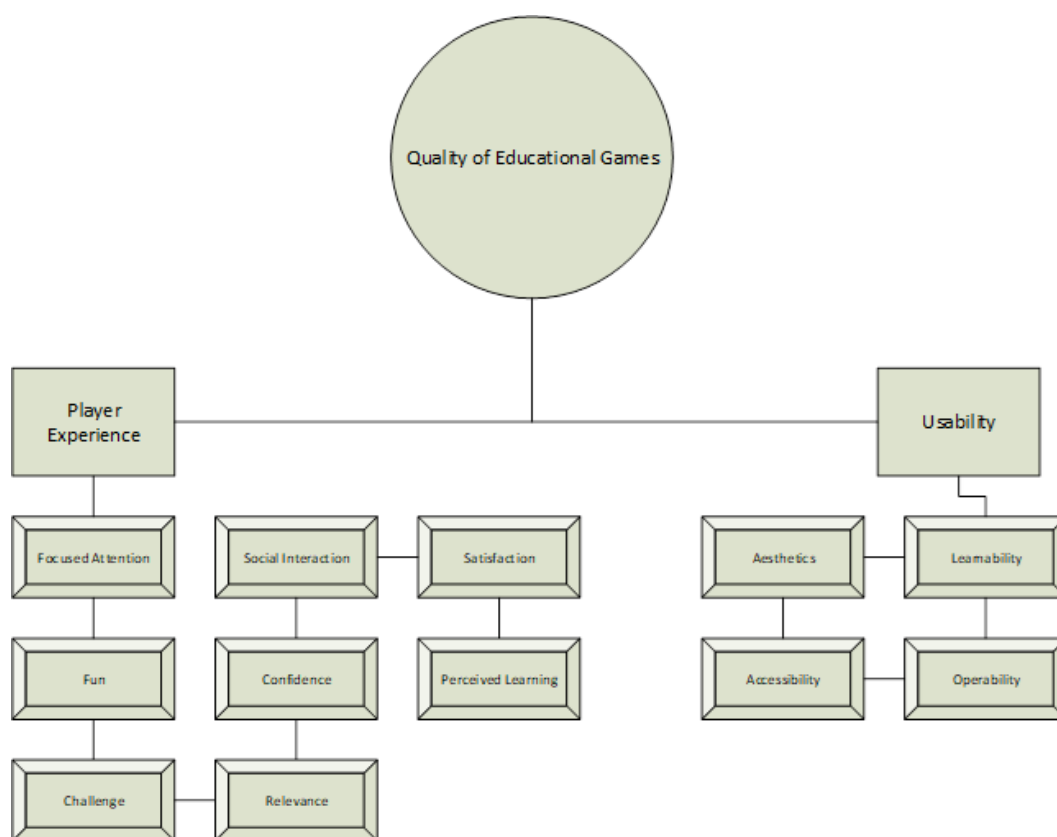 Quality of Educational Games
Player
Experience
Usability
Focused Attention
Social Interaction
Satisfaction
Aesthetics
Learnability
Fun
Confidence
Perceived Learning
Accessibility
Operability
Challenge
Relevance